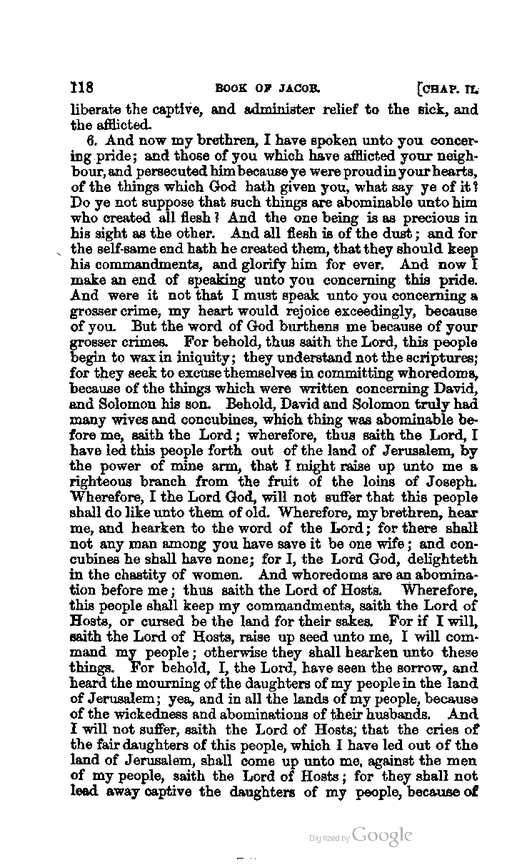 118 BOOK OF JACOB. [CHAP. II.
liberate the captive, and administer relief to the sick, and
the afflicted.
6. And now my brethren, I have spoken unto you concer-
ing pride; and those of you which have afflicted your neigh-
bour, and persecuted him because ye were proud in your hearts,
of the things which God hath given you, what say ye of it?
Do ye not suppose that such things are abominable unto him
who created all flesh? And the one being is as precious in
his sight as the other. And all flesh is of the dust; and for
the self-same end hath he created them, that they should keep
his commandments, and glorify him for ever. And now I
make an end of speaking unto you concerning this pride.
And were it not that I must speak unto you concerning a
grosser crime, my heart would rejoice exceedingly, because
of you. But the word of God burthens me because of your
grosser crimes. For behold, thus saith the Lord, this people
begin to wax in iniquity; they understand not the scriptures;
for they seek to excuse themselves in committing whoredoms,
because of the things which were written concerning David,
and Solomon his son. Behold, David and Solomon truly had
many wives and concubines, which thing was abominable be-
fore me, saith the Lord; wherefore, thus saith the Lord, I
have led this people forth out of the land of Jerusalem, by
the power of mine arm, that I might raise up unto me a
righteous branch from the fruit of the loins of Joseph.
Wherefore, I the Lord God, will not suffer that this people
shall do like unto them of old. Wherefore, my brethren, hear
me, and hearken to the word of the Lord; for there shall
not any man among you have save it be one wife; and con-
cubines he shall have none; for I, the Lord God, delighteth
in the chastity of women. And whoredoms are an abomina-
tion before me; thus saith the Lord of Hosts. Wherefore,
this people shall keep my commandments, saith the Lord of
Hosts, or cursed be the land for their sakes. For if I will,
saith the Lord of Hosts, raise up seed unto me, I will com-
mand my people; otherwise they shall hearken unto these
things. For behold, I, the Lord, have seen the sorrow, and
heard the mourning of the daughters of my people in the land
of Jerusalem; yea, and in all the lands of my people, because
of the wickedness and abominations of their husbands. And
I will not suffer, saith the Lord of Hosts, that the cries of
the fair daughters of this people, which I have led out of the
land of Jerusalem, shall come up unto me, against the men
of my people, saith the Lord of Hosts; for they shall not
lead away captive the daughters of my people, because of
Digitized by Google